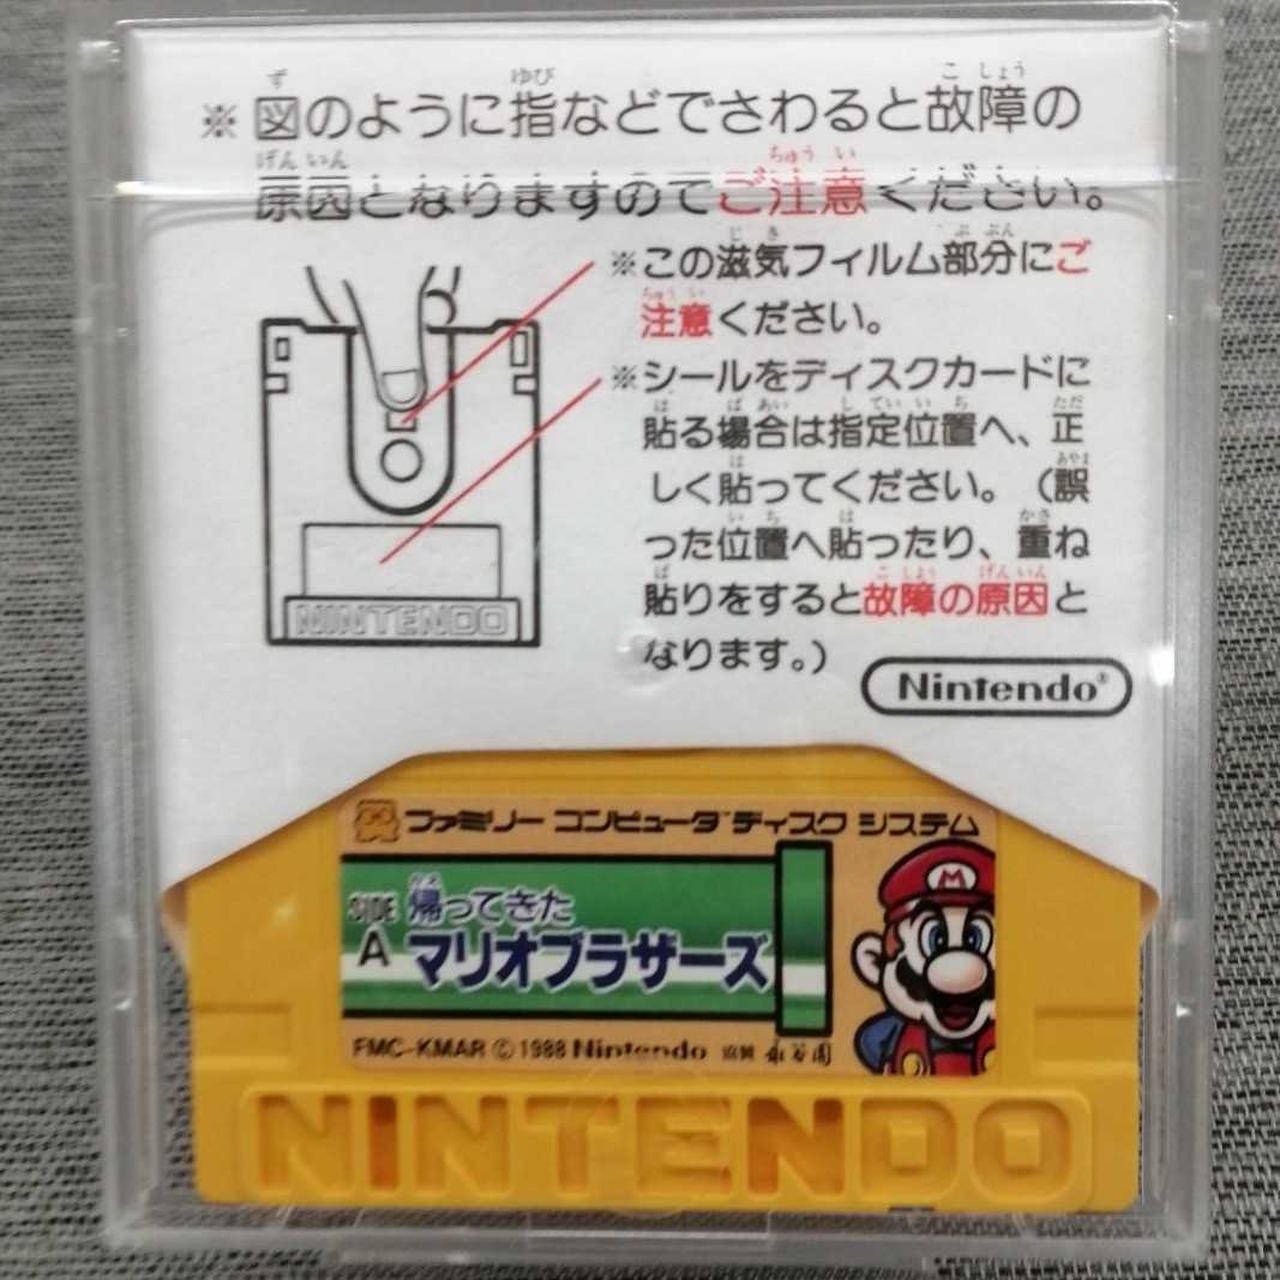 ※図のように指などでさわると故障の
原因となりますのでご注意ください。
※この滋気フィルム部分にご
注意ください。
※シールをディスクカードに
貼る場合は指定位置へ、正
しく貼ってください。(誤
った位置へ貼ったり、重ね
貼りをすると故障の原因と
なります。)
NINTENDO
Nintendo®
ファミリー コンピュータ ディスク システム
SIDE A
帰ってきた
マリオブラザーズ
FMC-KMAR © 1988 Nintendo 協賛 永谷園
NINTENDO